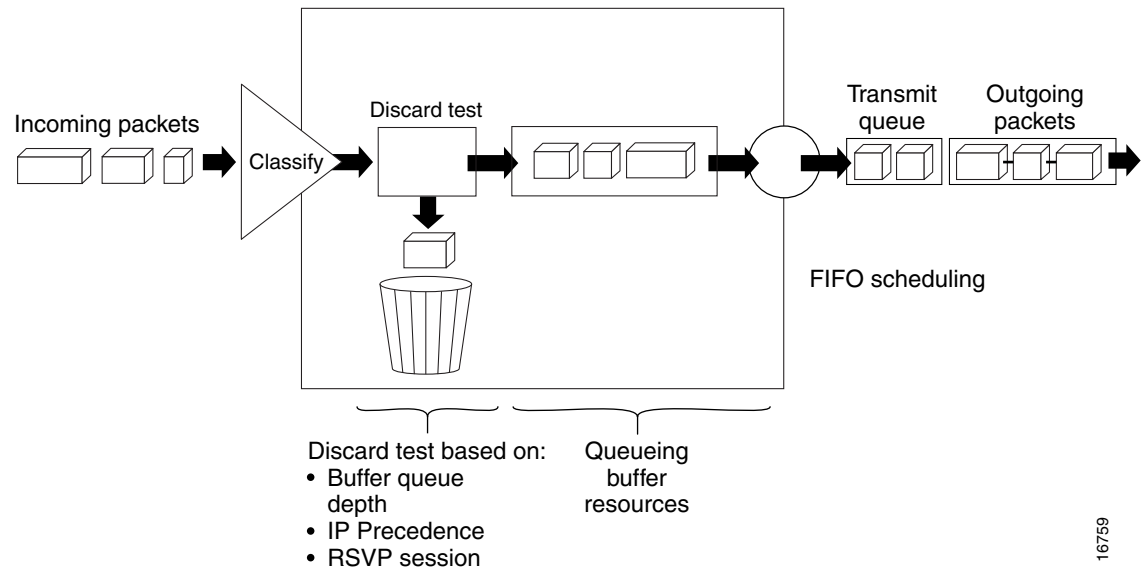 Incoming packets
Classify
Discard test
Transmit
queue
Outgoing
packets
FIFO scheduling
Discard test based on:
• Buffer queue
depth
• IP Precedence
• RSVP session
Queueing
buffer
resources
16759